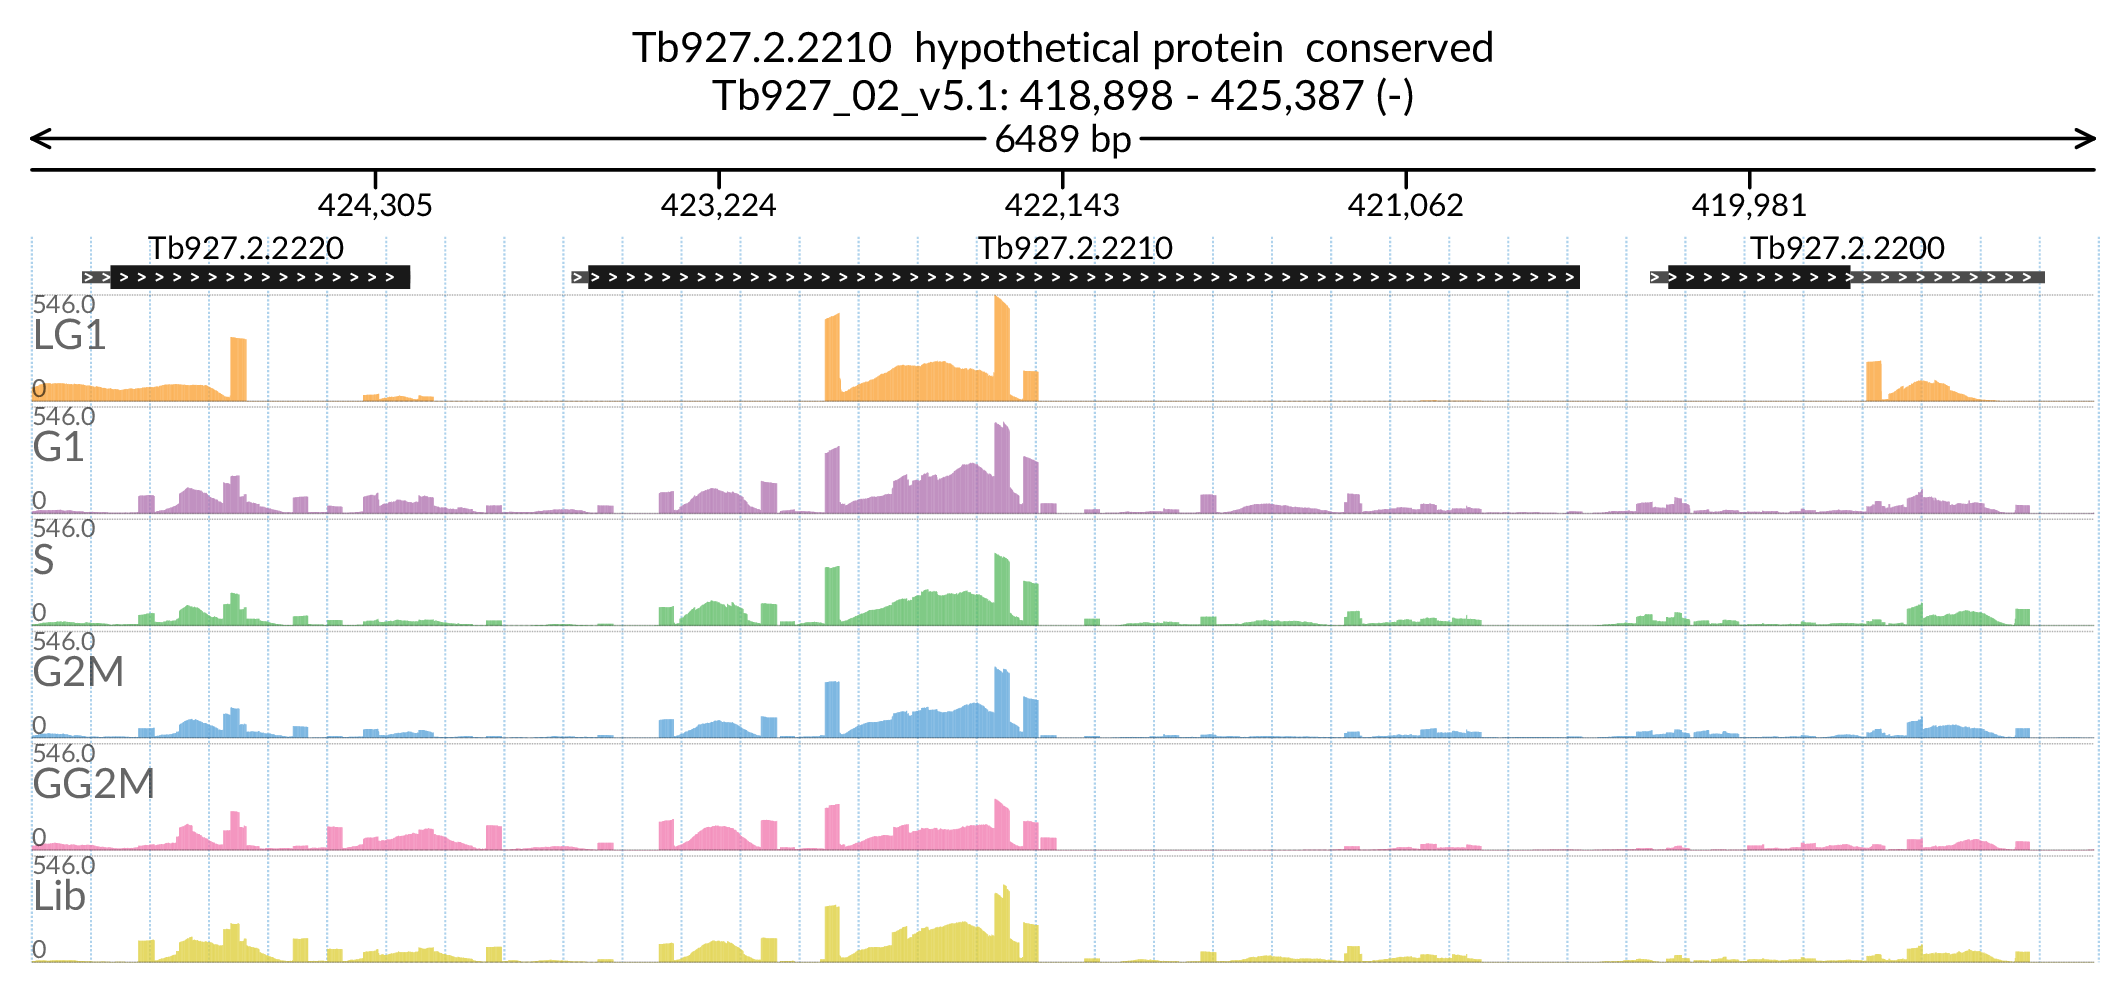 Tb927.2.2210  hypothetical protein  conserved
Tb927_02_v5.1: 418,898 - 425,387 (-)
6489 bp
424,305 423,224 422,143 421,062 419,981
Tb927.2.2220 Tb927.2.2210 Tb927.2.2200
546.0
LG1
0
546.0
G1
0
546.0
S
0
546.0
G2M
0
546.0
GG2M
0
546.0
Lib
0